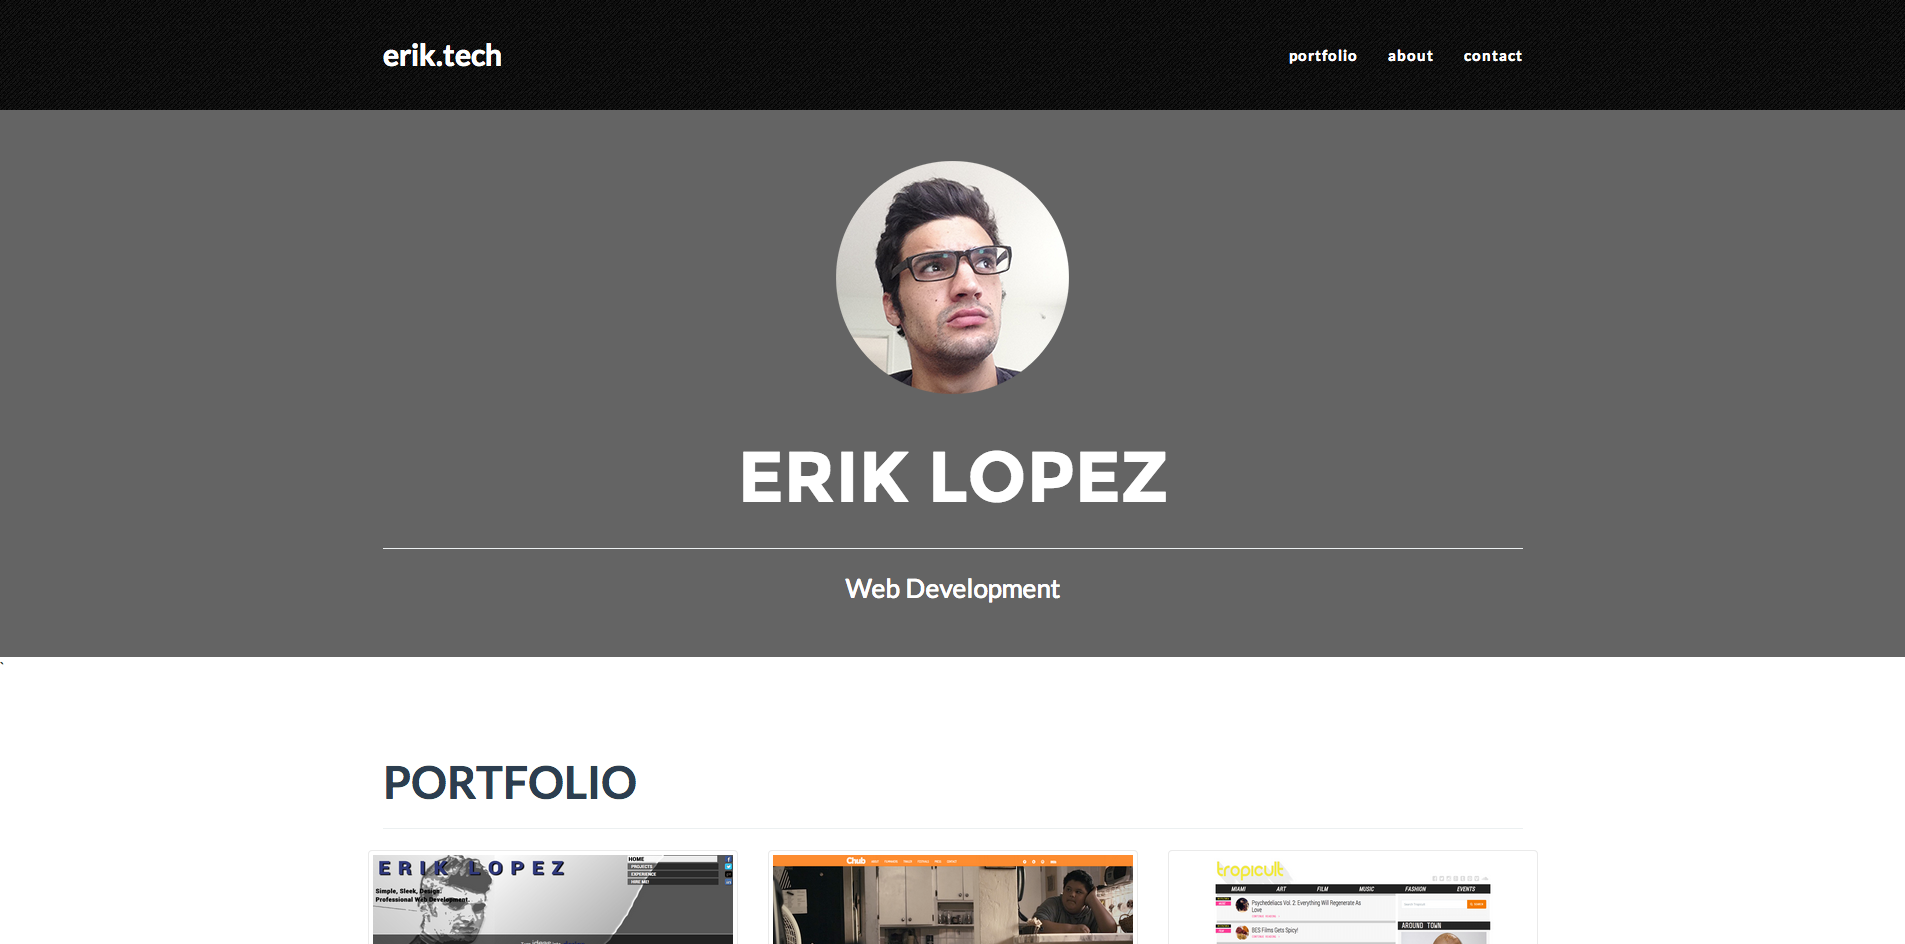 erik.tech
portfolio about contact
ERIK LOPEZ
Web Development
`
PORTFOLIO
ERIK LOPEZ
Simple, Sleek, Design.
Professional Web Development.
HOME
PROJECTS
EXPERIENCE
HIRE ME!
Chub
tropicult
MIAMI ART FILM MUSIC FASHION EVENTS
Psychedeliacs Vol. 2: Everything Will Regenerate As
Love
BES Films Gets Spicy!
AROUND TOWN